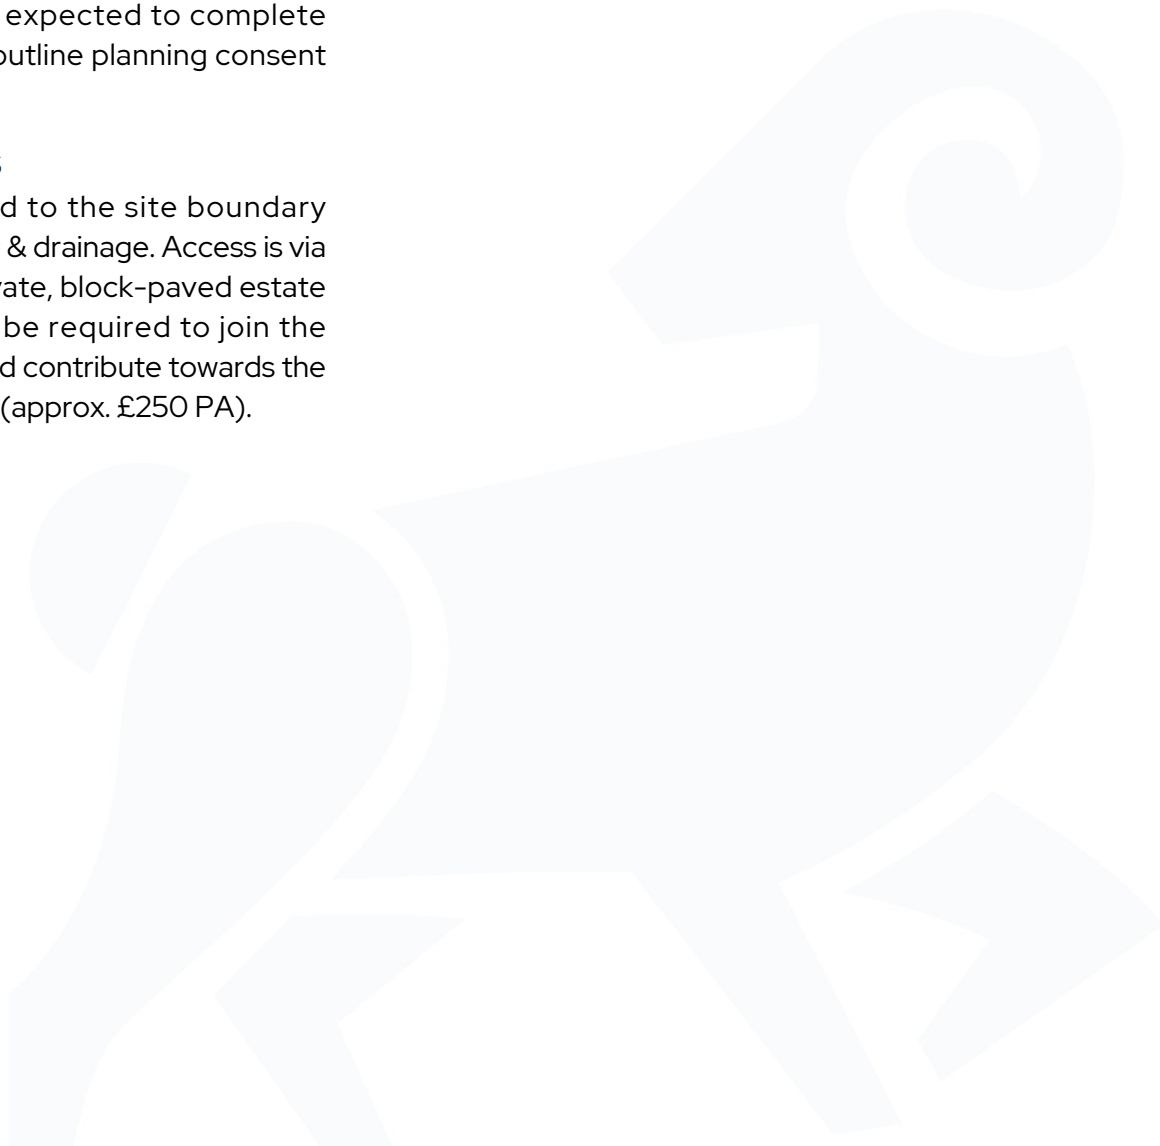 expected to complete
outline planning consent
to the site boundary
& drainage. Access is via
block-paved estate
be required to join the
contribute towards the
(approx. £250 PA).